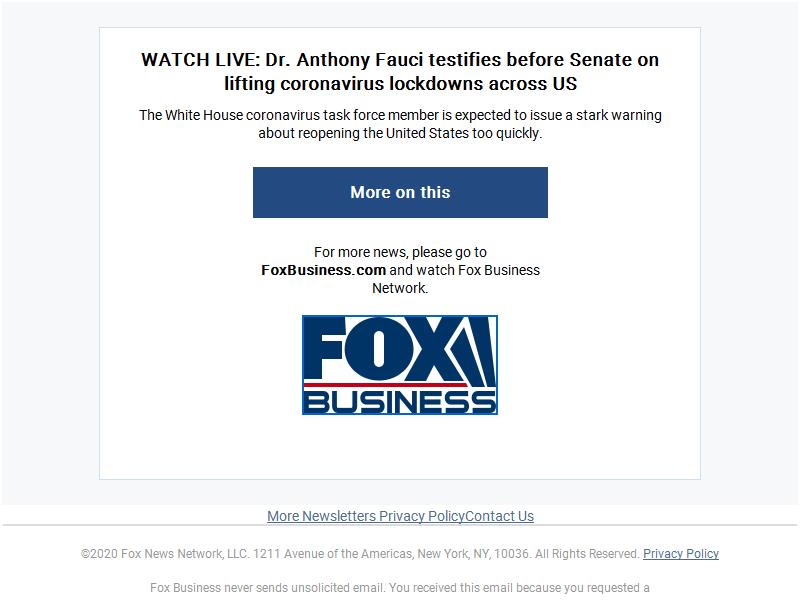 WATCH LIVE: Dr. Anthony Fauci testifies before Senate on
lifting coronavirus lockdowns across US
The White House coronavirus task force member is expected to issue a stark warning
about reopening the United States too quickly.
More on this
For more news, please go to
FoxBusiness.com and watch Fox Business
Network.
FOX
BUSINESS
More Newsletters Privacy PolicyContact Us
©2020 Fox News Network, LLC. 1211 Avenue of the Americas, New York, NY, 10036. All Rights Reserved. Privacy Policy
Fox Business never sends unsolicited email. You received this email because you requested a